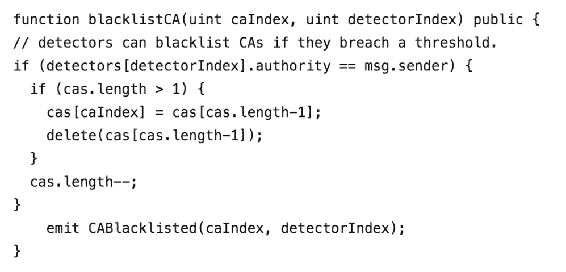 function blacklistCA(uint caIndex, uint detectorIndex) public {
// detectors can blacklist CAs if they breach a threshold.
if (detectors[detectorIndex].authority == msg.sender) {
if (cas.length > 1) {
cas[caIndex] = cas[cas.length-1];
delete(cas[cas.length-1]);
}
cas.length--;
}
emit CABlacklisted(caIndex, detectorIndex);
}